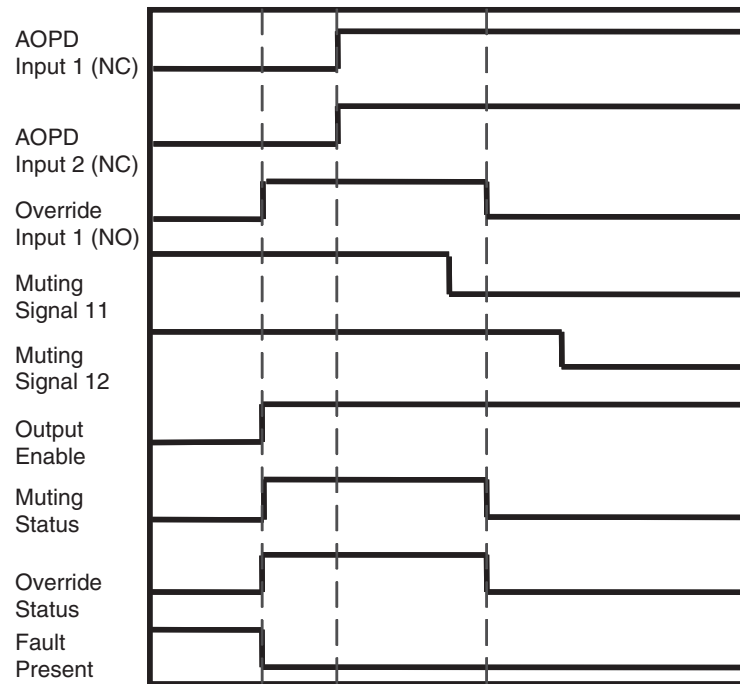 AOPD
Input 1 (NC)
AOPD
Input 2 (NC)
Override
Input 1 (NO)
Muting
Signal 11
Muting
Signal 12
Output
Enable
Muting
Status
Override
Status
Fault
Present